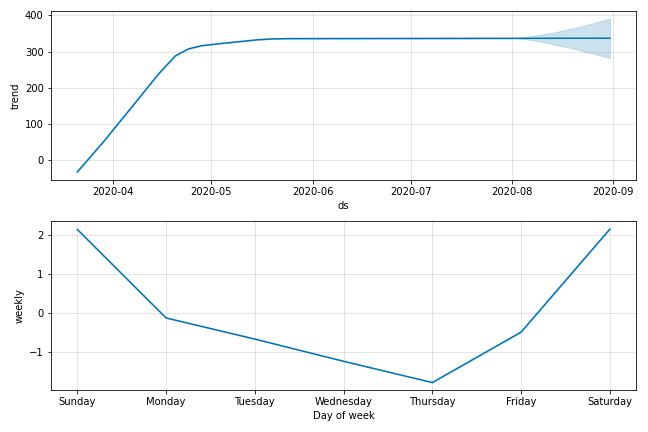 400
300
200
100
0
trend
2020-04 2020-05 2020-06 2020-07 2020-08 2020-09
ds
2
1
0
−1
weekly
Sunday Monday Tuesday Wednesday Thursday Friday Saturday
Day of week